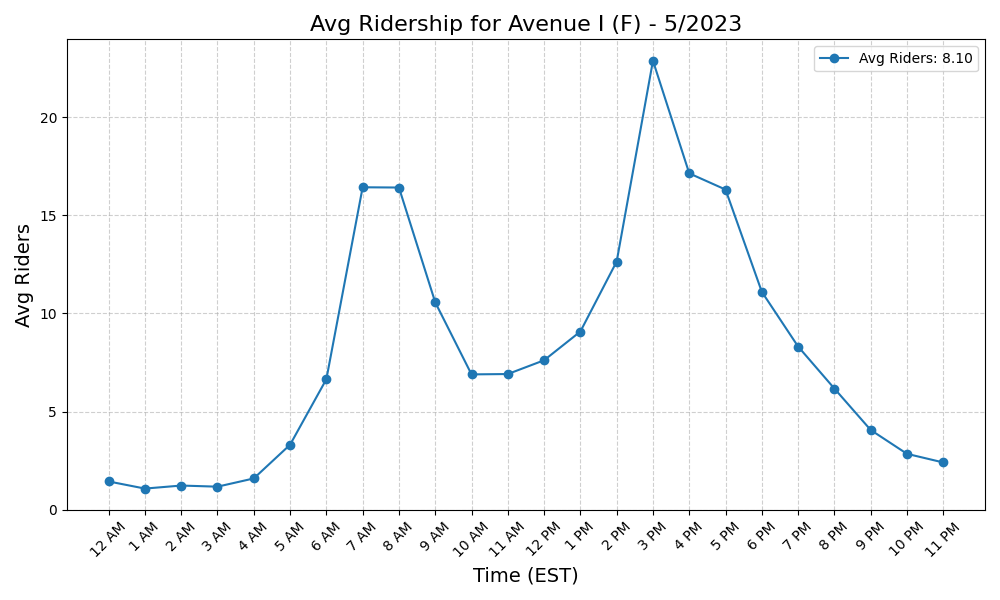 Avg Ridership for Avenue I (F) - 5/2023
Avg Riders: 8.10
Avg Riders
20
15
10
5
0
12 AM
1 AM
2 AM
3 AM
4 AM
5 AM
6 AM
7 AM
8 AM
9 AM
10 AM
11 AM
12 PM
1 PM
2 PM
3 PM
4 PM
5 PM
6 PM
7 PM
8 PM
9 PM
10 PM
11 PM
Time (EST)